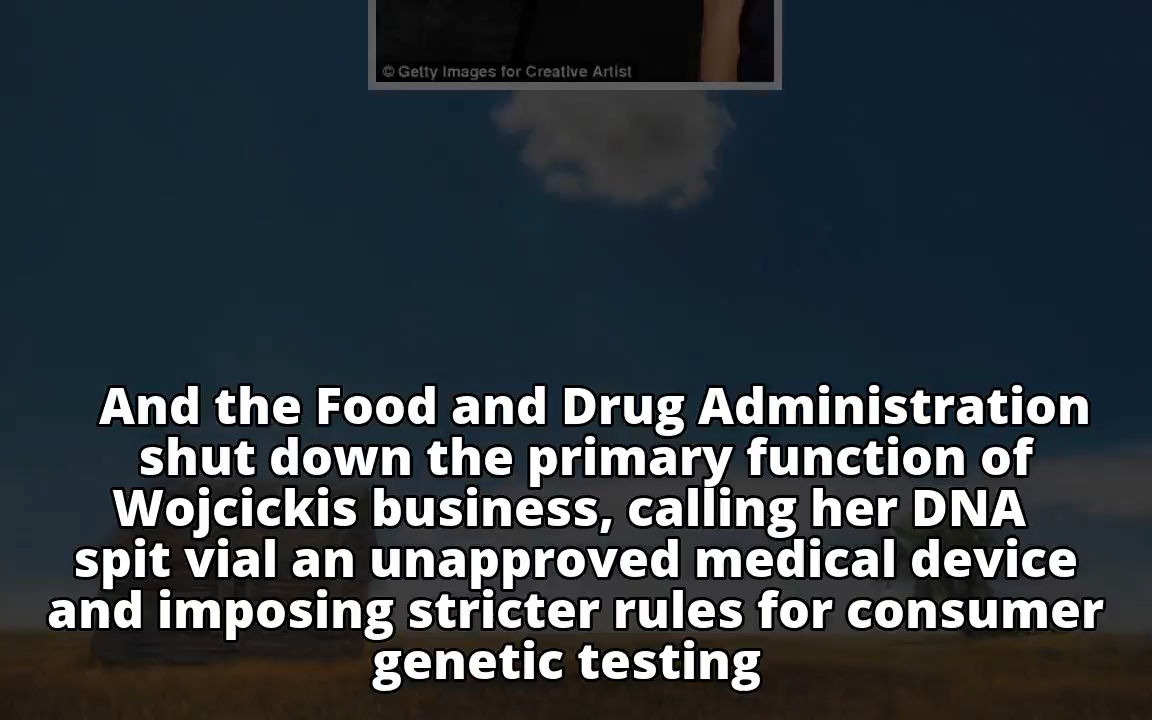 © Getty Images for Creative Artist
And the Food and Drug Administration
shut down the primary function of
Wojcickis business, calling her DNA
spit vial an unapproved medical device
and imposing stricter rules for consumer
genetic testing